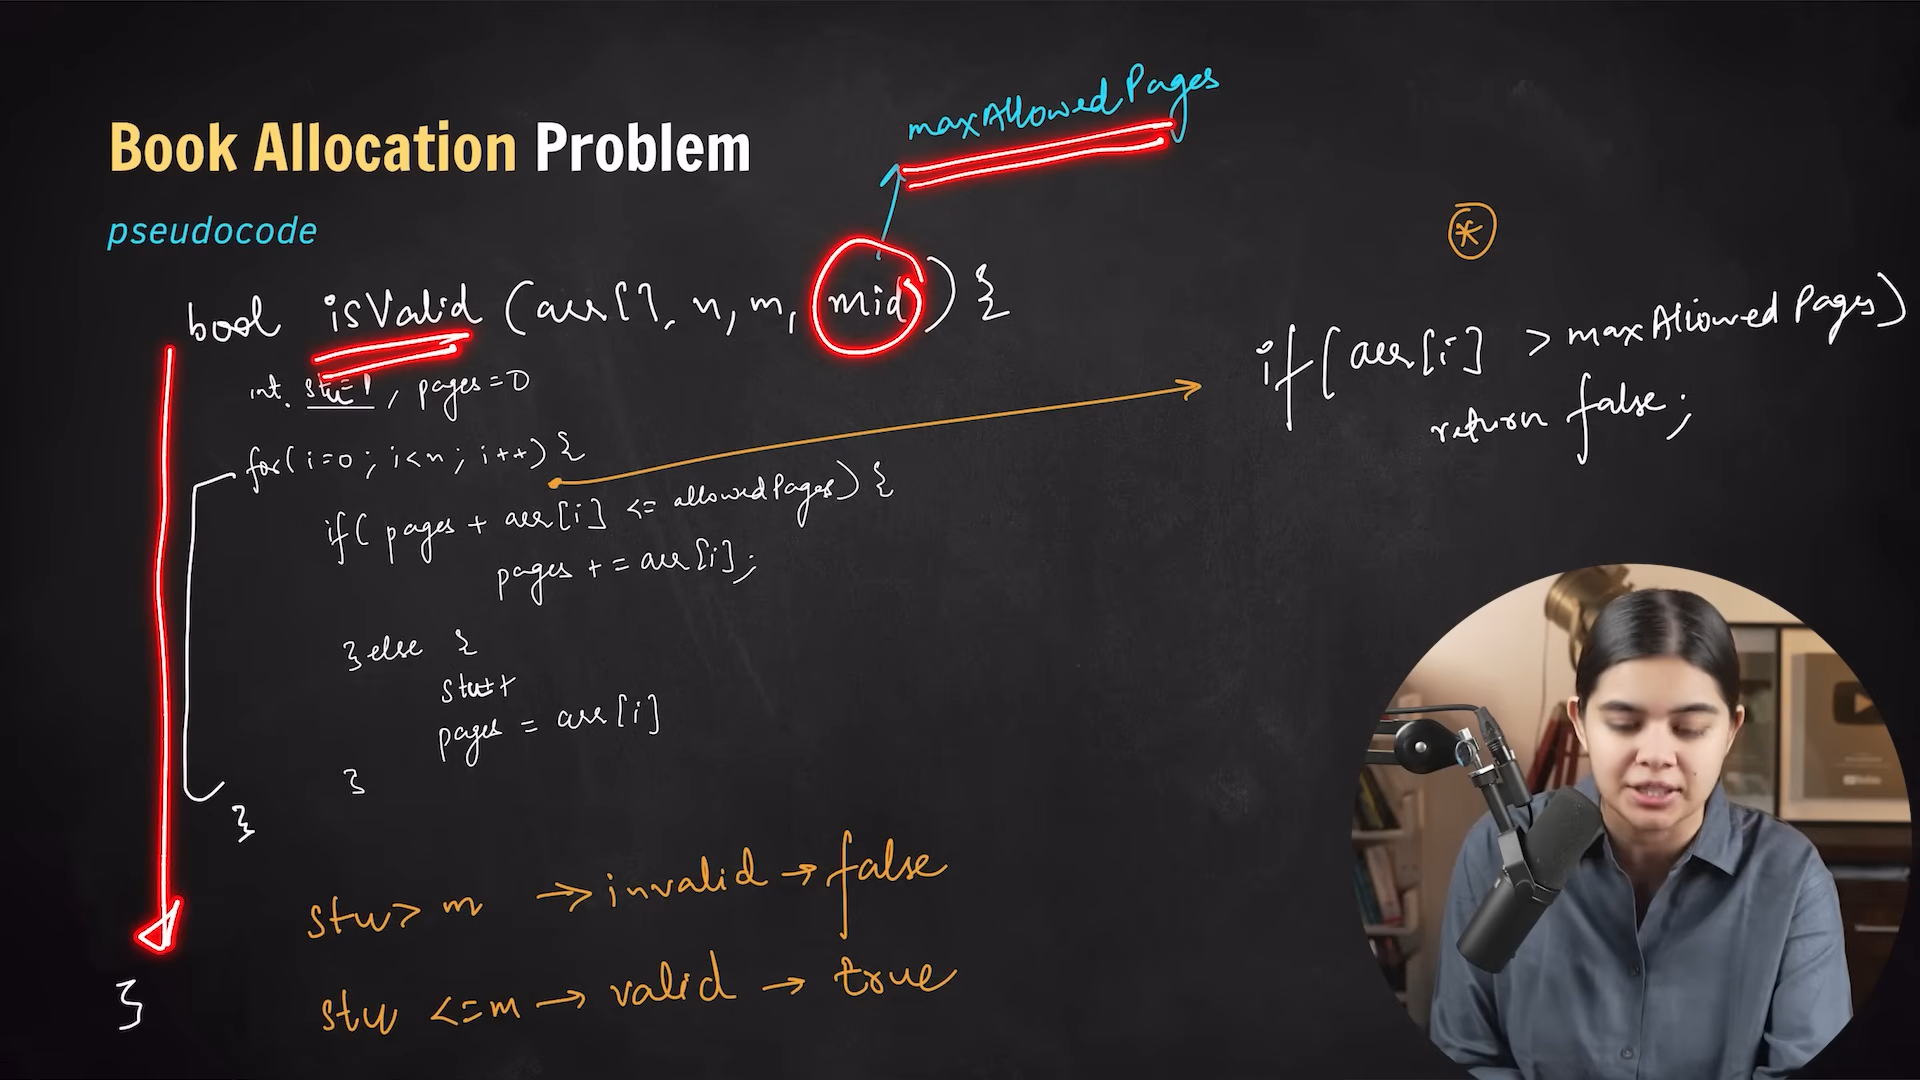 maxAllowedPages
Book Allocation Problem
pseudocode
bool isValid (arr[], n, m, mid) {
int stu=1, pages=0
for(i=0; i<n; i++) {
if( pages + arr[i] <= allowedPages) {
pages += arr[i];
} else {
stu++
pages = arr[i]
}
}
stu > m → invalid → false
stu <= m → valid → true
}
*
if(arr[i] > maxAllowedPages)
return false;